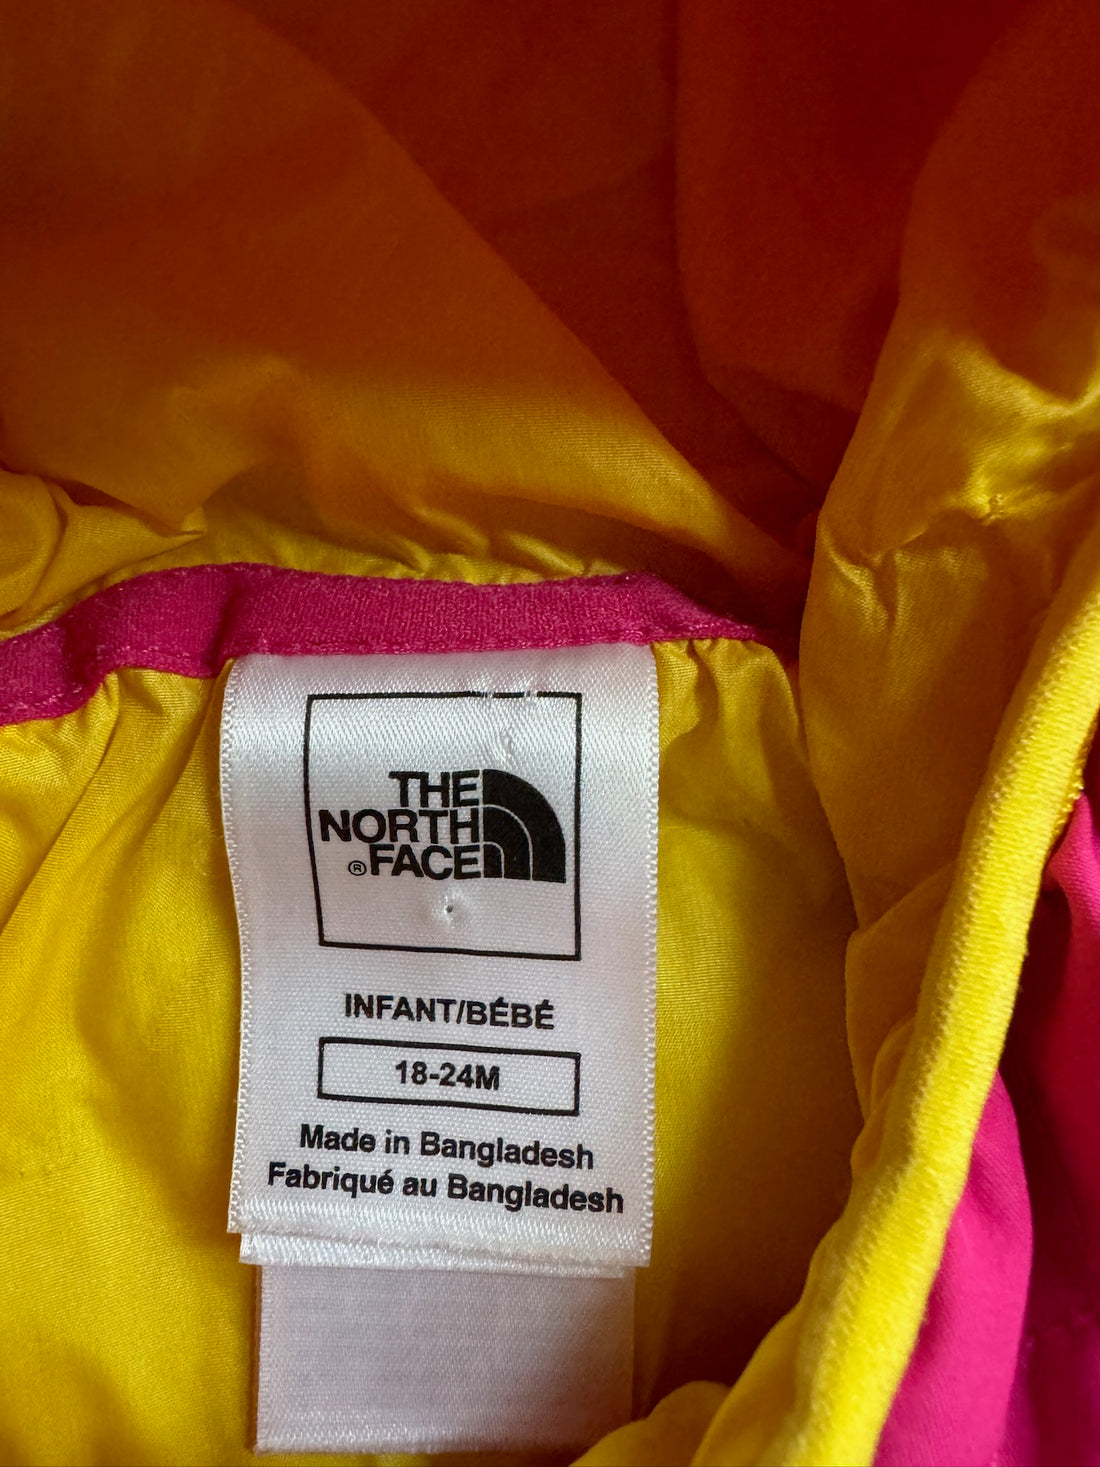 THE
NORTH
®FACE
INFANT/BÉBÉ
18-24M
Made in Bangladesh
Fabriqué au Bangladesh